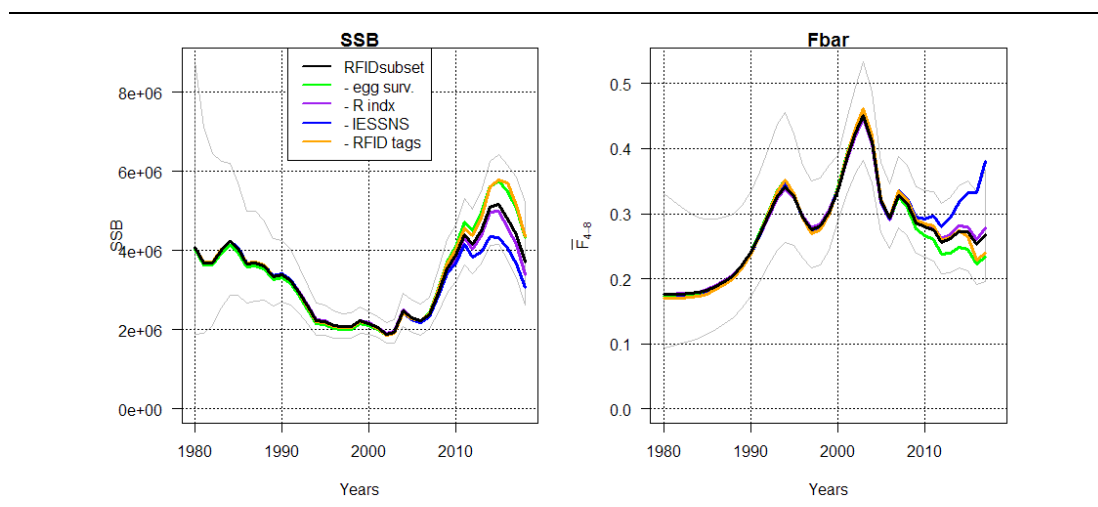 SSB
SSB
8e+06
6e+06
4e+06
2e+06
0e+00
RFIDsubset
- egg surv.
- R indx
- IESSNS
- RFID tags
1980 1990 2000 2010
Years
Fbar
F̅4-8
0.5
0.4
0.3
0.2
0.1
0.0
1980 1990 2000 2010
Years